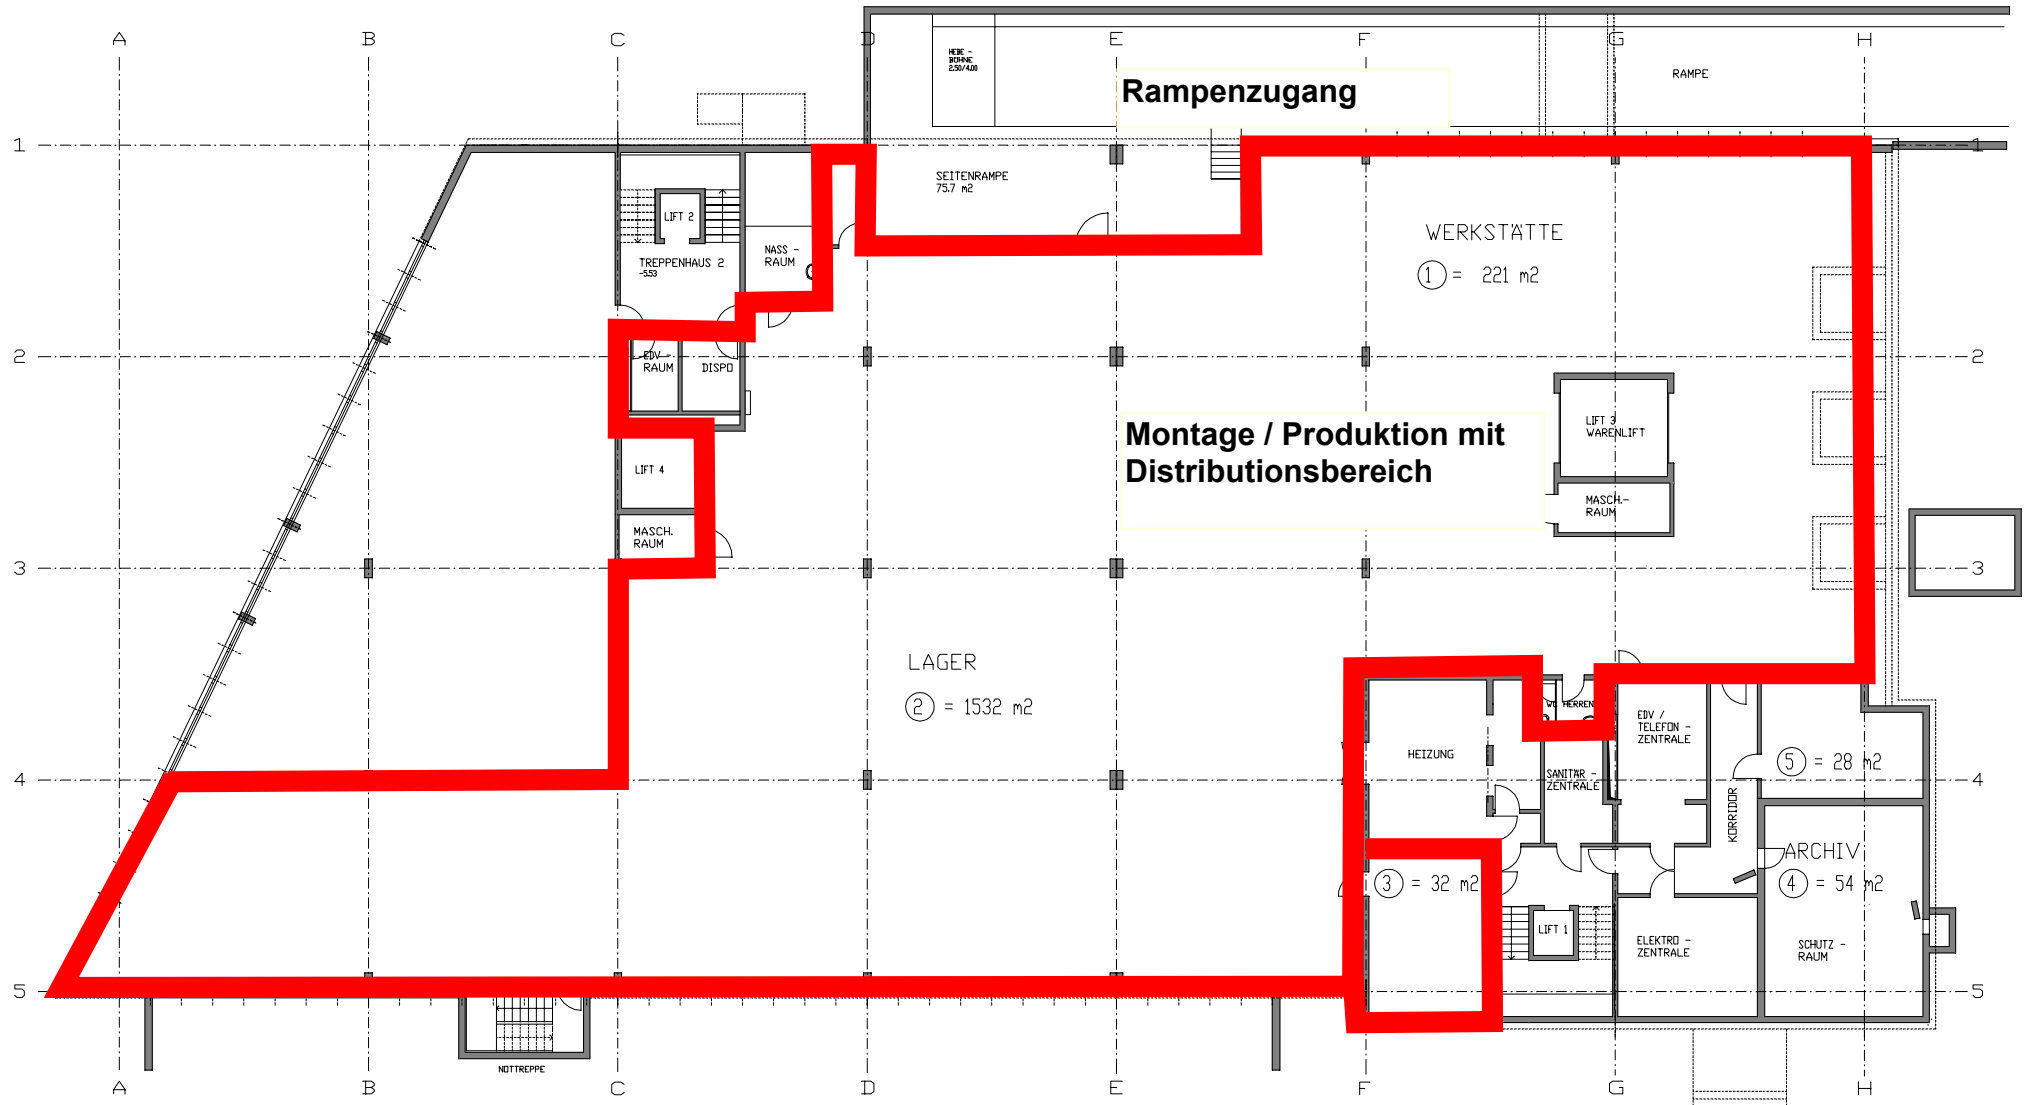 A B C D E F G H
HEBE -
BÜHNE
2.50/4.00
RAMPE
Rampenzugang
1
1
SEITENRAMPE
75.7 m2
LIFT 2
WERKSTÄTTE
NASS -
RAUM
TREPPENHAUS 2
-5.53
1 = 221 m2
2
2
EDV -
RAUM
DISPO
LIFT 3
WARENLIFT
Montage / Produktion mit
Distributionsbereich
LIFT 4
MASCH.-
RAUM
MASCH.
RAUM
3
3
LAGER
2 = 1532 m2
WC HERREN
EDV /
TELEFON -
ZENTRALE
HEIZUNG
5 = 28 m2
4
4
SANITÄR -
ZENTRALE
KORRIDOR
ARCHIV
3 = 32 m2
4 = 54 m2
LIFT 1
ELEKTRO -
ZENTRALE
SCHUTZ -
RAUM
5
5
NOTTREPPE
A B C D E F G H